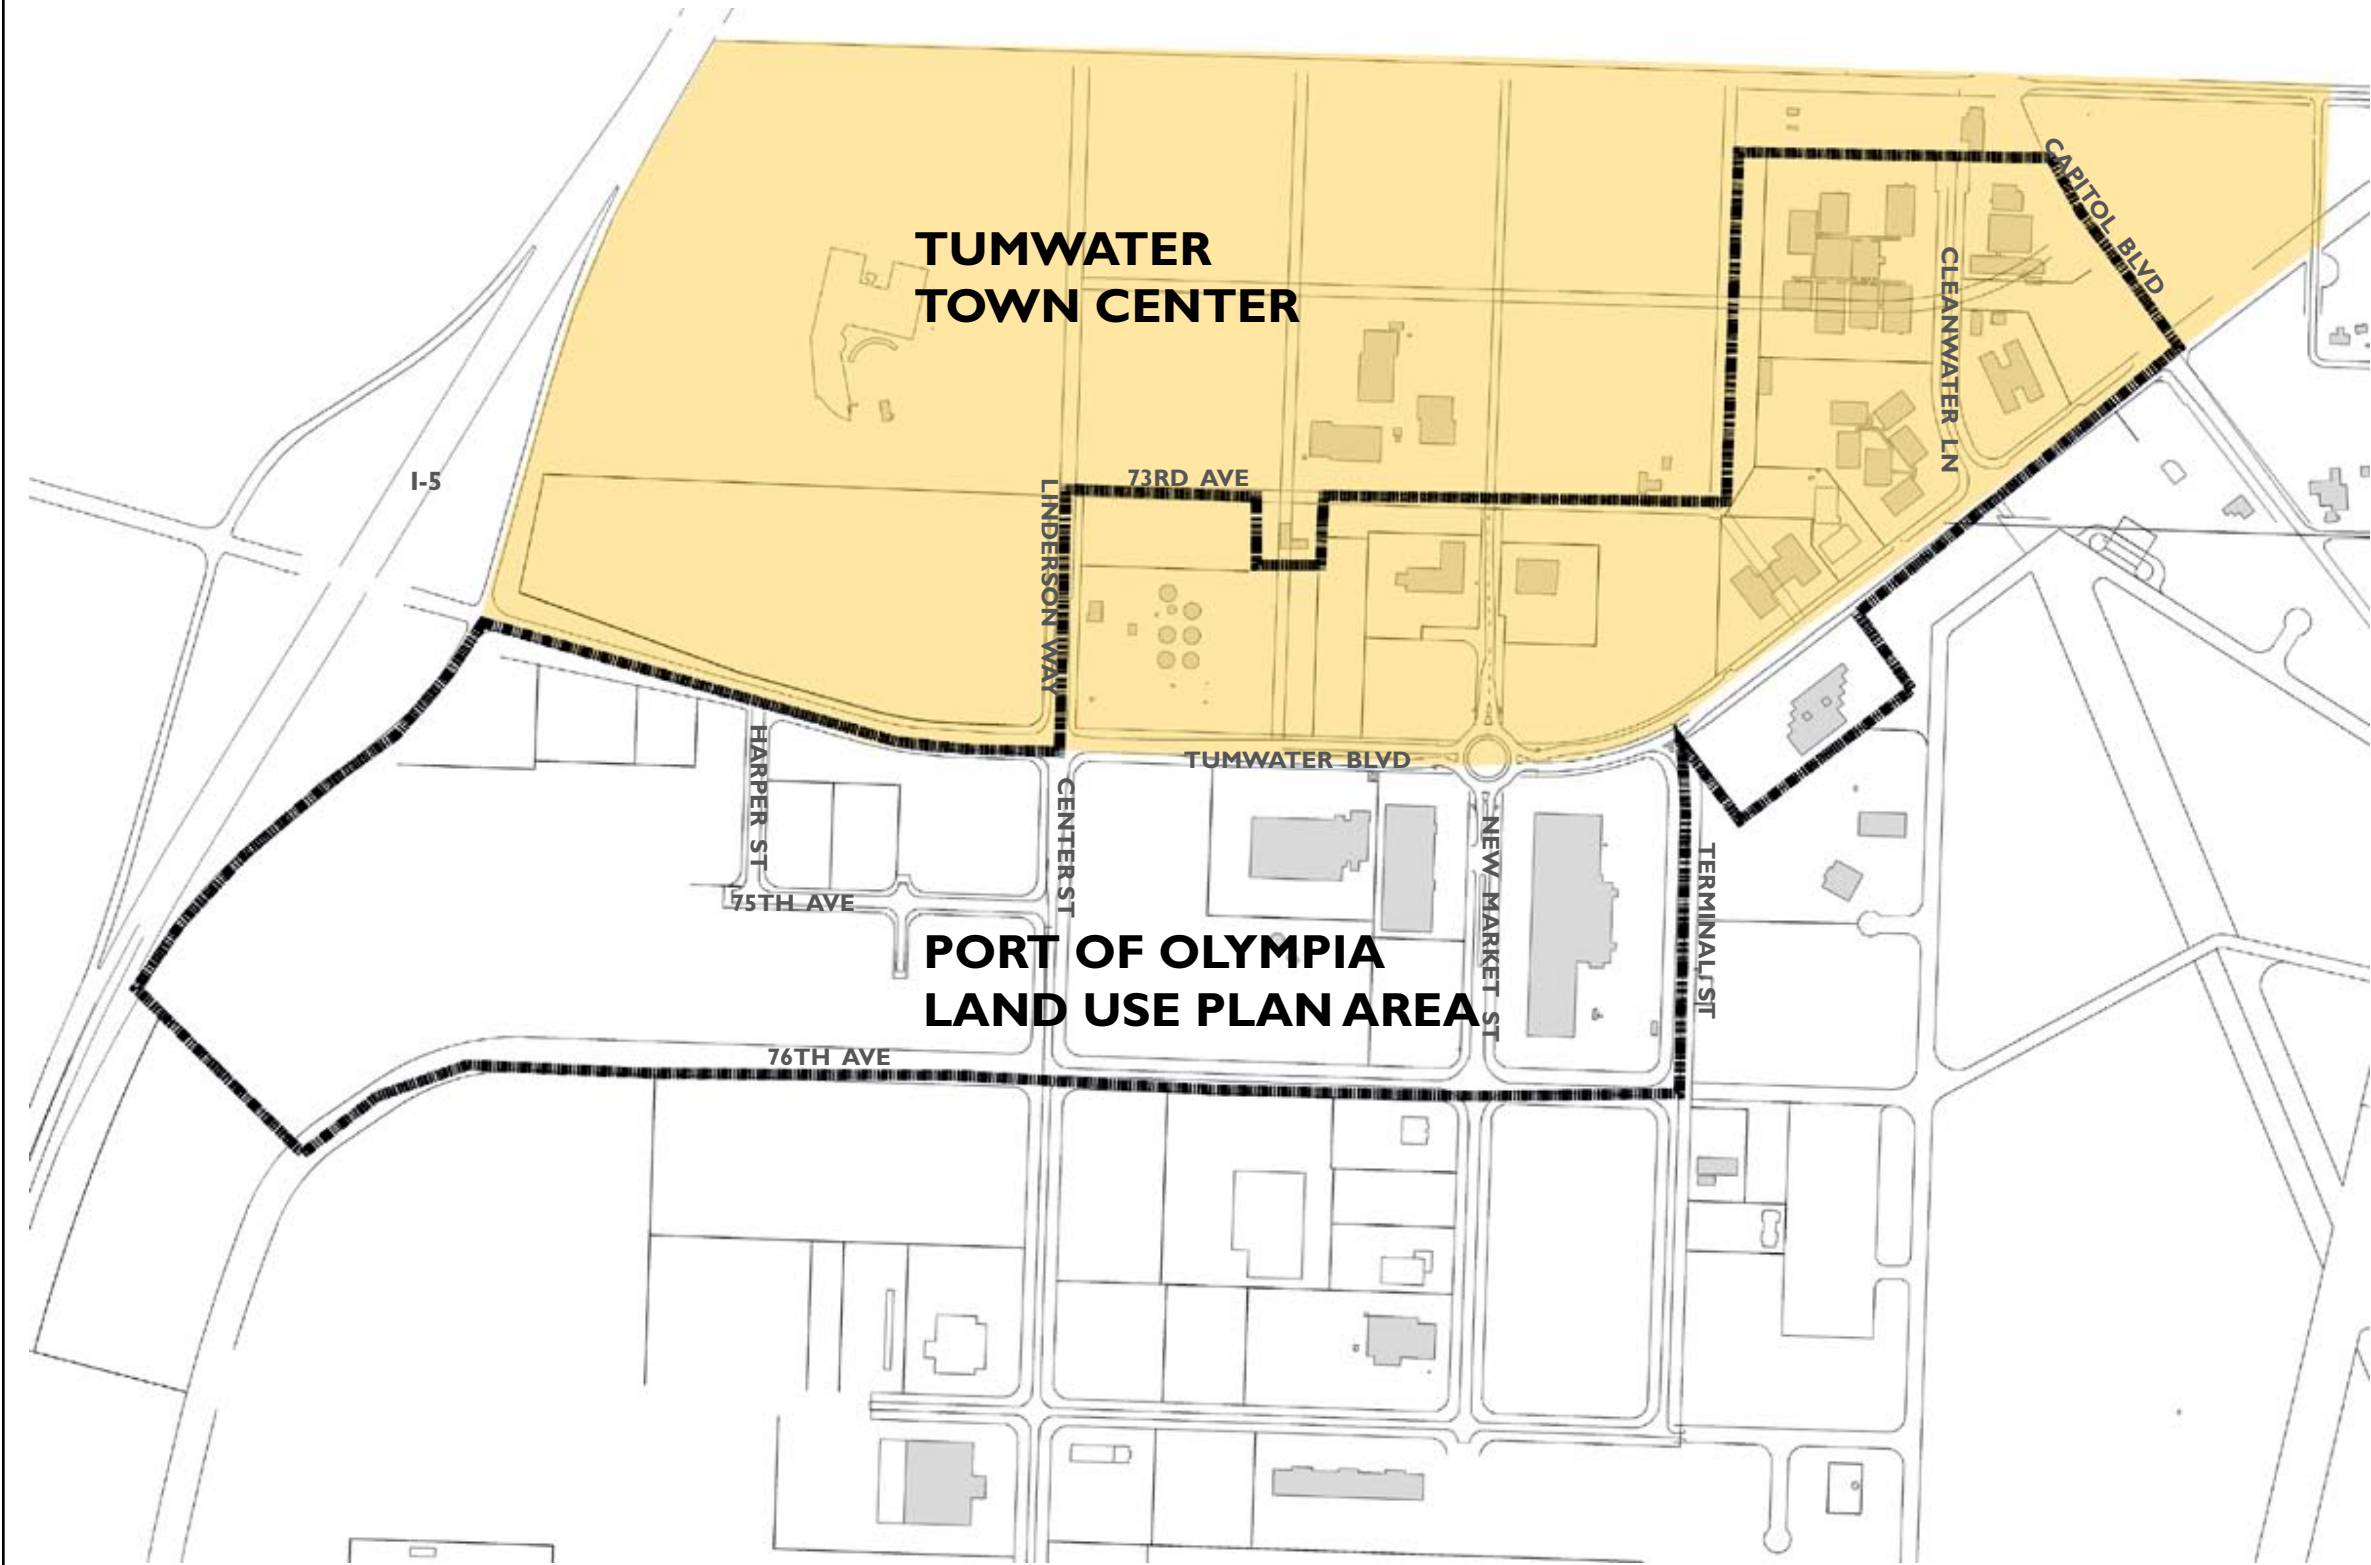 CAPITOL BLVD
TUMWATER
TOWN CENTER
CLEANWATER LN
I-5
73RD AVE
LINDERSON WAY
HARPER ST
TUMWATER BLVD
CENTER ST
NEW MARKET ST
TERMINAL ST
75TH AVE
PORT OF OLYMPIA
LAND USE PLAN AREA
76TH AVE